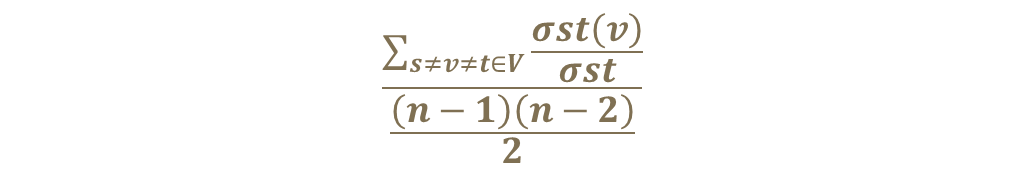 ∑s≠v≠t∈V σst(v)
σst
(n − 1)(n − 2)
2